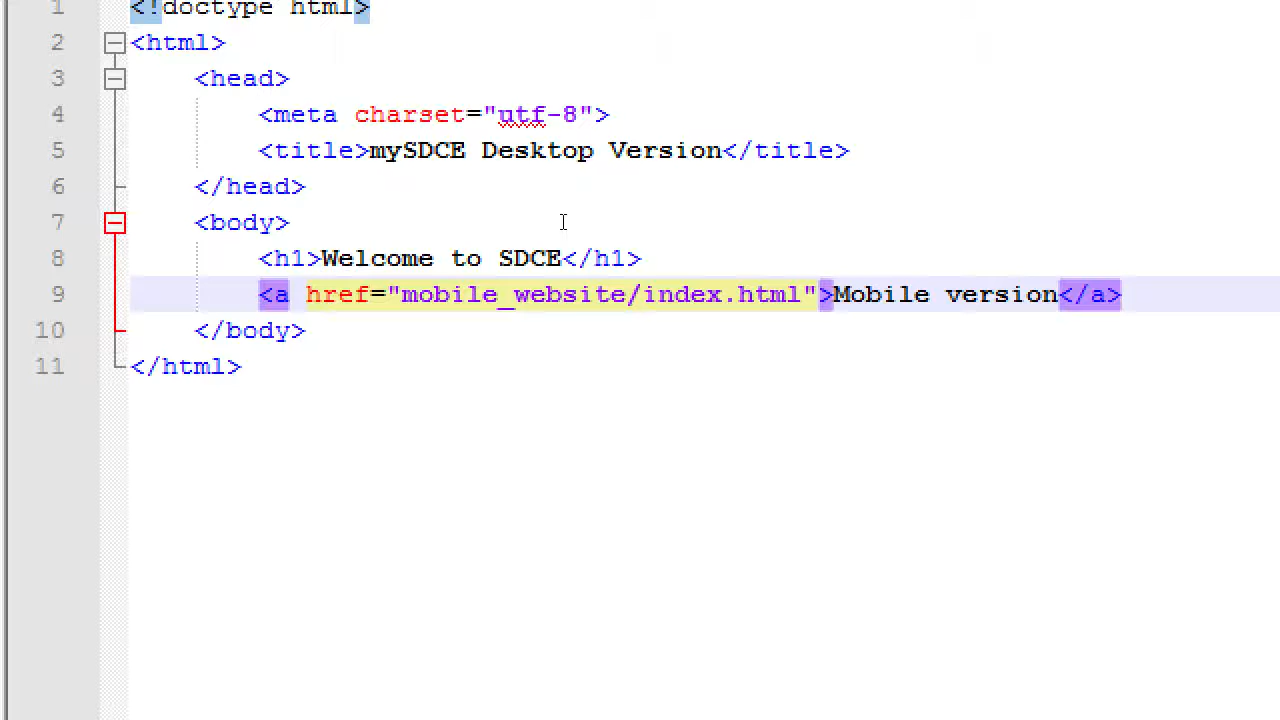 1 <!doctype html>
2 <html>
3 <head>
4 <meta charset="utf-8">
5 <title>mySDCE Desktop Version</title>
6 </head>
7 <body>
8 <h1>Welcome to SDCE</h1>
9 <a href="mobile_website/index.html">Mobile version</a>
10 </body>
11 </html>